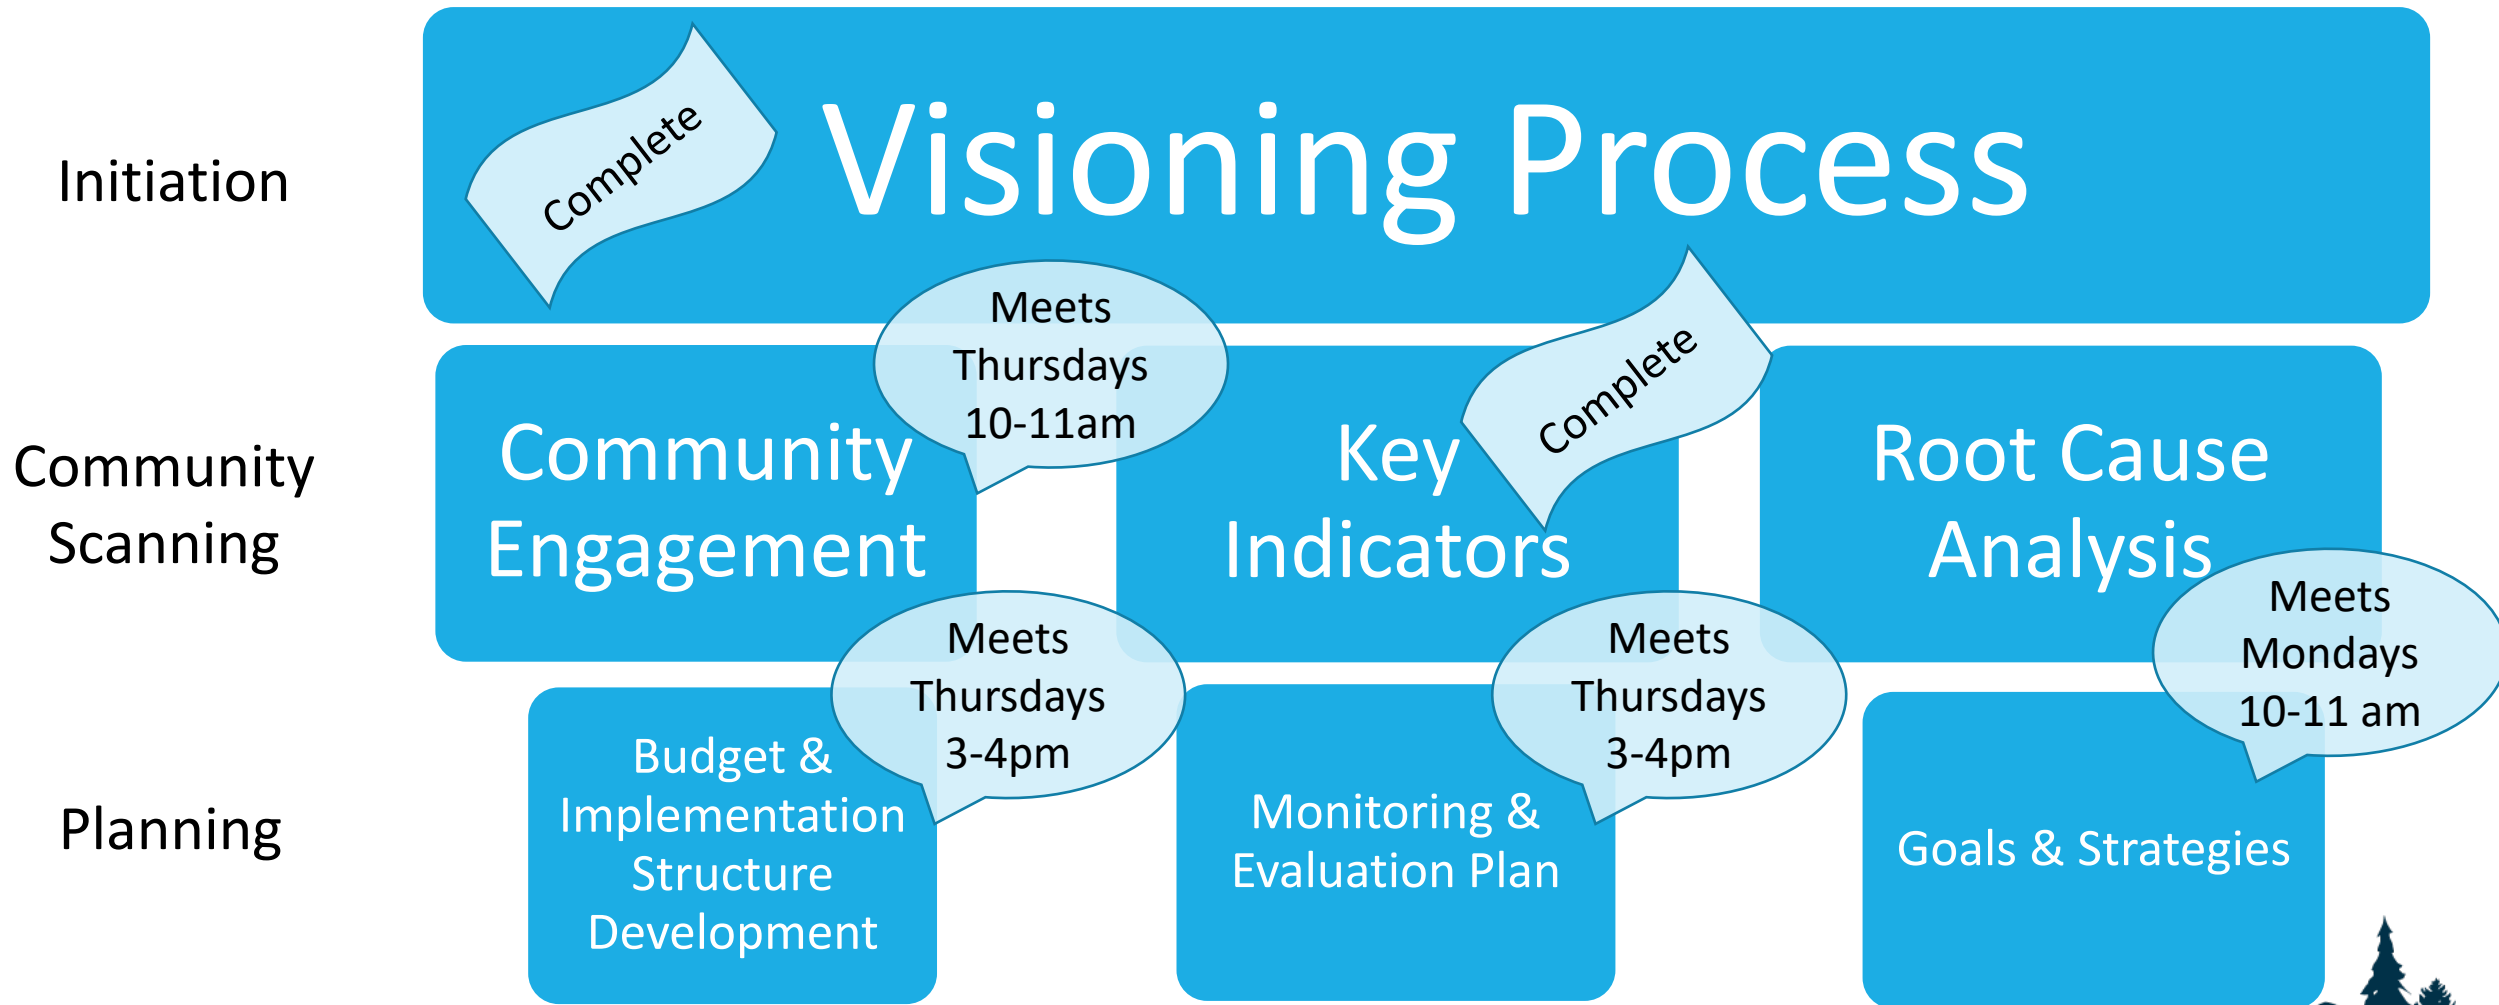 Initiation
Complete
Visioning Process
Community
Scanning
Community
Engagement
Meets
Thursdays
10-11am
Key
Indicators
Complete
Root Cause
Analysis
Planning
Budget &
Implementation
Structure
Development
Meets
Thursdays
3-4pm
Monitoring &
Evaluation Plan
Meets
Thursdays
3-4pm
Goals & Strategies
Meets
Mondays
10-11 am